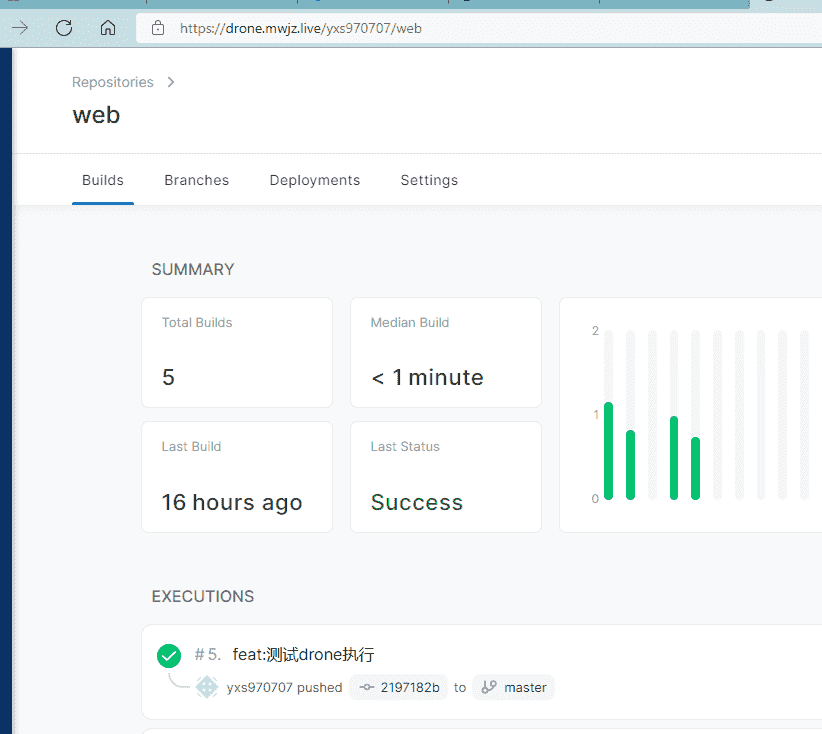 https://drone.mwjz.live/yxs970707/web
Repositories
web
Builds Branches Deployments Settings
SUMMARY
Total Builds
5
Median Build
< 1 minute
Last Build
16 hours ago
Last Status
Success
2
1
0
EXECUTIONS
#5. feat:测试drone执行
yxs970707 pushed 2197182b to master